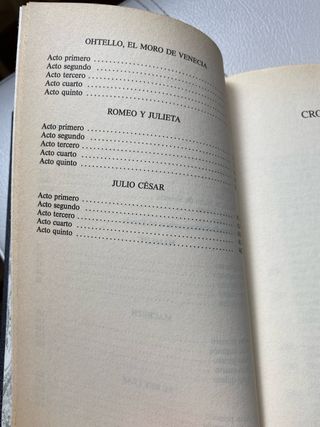 OHTELLO, EL MORO DE VENECIA
Acto primero
Acto segundo
Acto tercero
Acto cuarto
Acto quinto
ROMEO Y JULIETA
Acto primero
Acto segundo
Acto tercero
Acto cuarto
Acto quinto
JULIO CÉSAR
Acto primero
Acto segundo
Acto tercero
Acto cuarto
Acto quinto
CRO